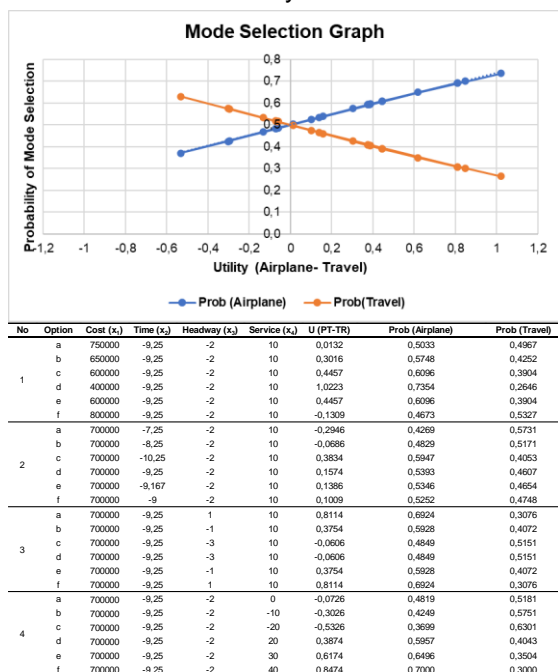 Mode Selection Graph
Probability of Mode Selection
0,8
0,7
0,6
0,5
0,4
0,3
0,2
0,1
0,0
-1,2 -1 -0,8 -0,6 -0,4 -0,2 0 0,2 0,4 0,6 0,8 1 1,2
Utility (Airplane- Travel)
Prob (Airplane) Prob(Travel)
No Option Cost (x₁) Time (x₂) Headway (x₃) Service (x₄) U (PT-TR) Prob (Airplane) Prob (Travel)
1
a 750000 -9,25 -2 10 0,0132 0,5033 0,4967
b 650000 -9,25 -2 10 0,3016 0,5748 0,4252
c 600000 -9,25 -2 10 0,4457 0,6096 0,3904
d 400000 -9,25 -2 10 1,0223 0,7354 0,2646
e 600000 -9,25 -2 10 0,4457 0,6096 0,3904
f 800000 -9,25 -2 10 -0,1309 0,4673 0,5327
2
a 700000 -7,25 -2 10 -0,2946 0,4269 0,5731
b 700000 -8,25 -2 10 -0,0686 0,4829 0,5171
c 700000 -10,25 -2 10 0,3834 0,5947 0,4053
d 700000 -9,25 -2 10 0,1574 0,5393 0,4607
e 700000 -9,167 -2 10 0,1386 0,5346 0,4654
f 700000 -9 -2 10 0,1009 0,5252 0,4748
3
a 700000 -9,25 1 10 0,8114 0,6924 0,3076
b 700000 -9,25 -1 10 0,3754 0,5928 0,4072
c 700000 -9,25 -3 10 -0,0606 0,4849 0,5151
d 700000 -9,25 -3 10 -0,0606 0,4849 0,5151
e 700000 -9,25 -1 10 0,3754 0,5928 0,4072
f 700000 -9,25 1 10 0,8114 0,6924 0,3076
4
a 700000 -9,25 -2 0 -0,0726 0,4819 0,5181
b 700000 -9,25 -2 -10 -0,3026 0,4249 0,5751
c 700000 -9,25 -2 -20 -0,5326 0,3699 0,6301
d 700000 -9,25 -2 20 0,3874 0,5957 0,4043
e 700000 -9,25 -2 30 0,6174 0,6496 0,3504
f 700000 -9,25 -2 40 0,8474 0,7000 0,3000